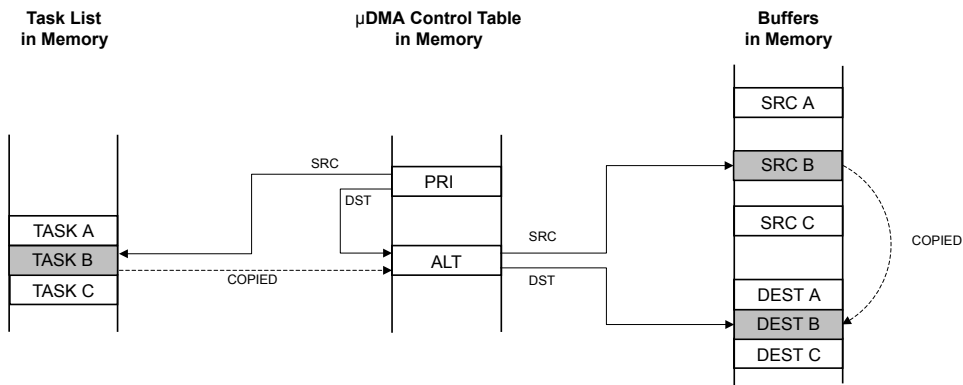 Task List
in Memory
µDMA Control Table
in Memory
Buffers
in Memory
SRC A
SRC
PRI
SRC B
DST
TASK A
SRC C
SRC
COPIED
TASK B
ALT
COPIED
DST
TASK C
DEST A
DEST B
DEST C